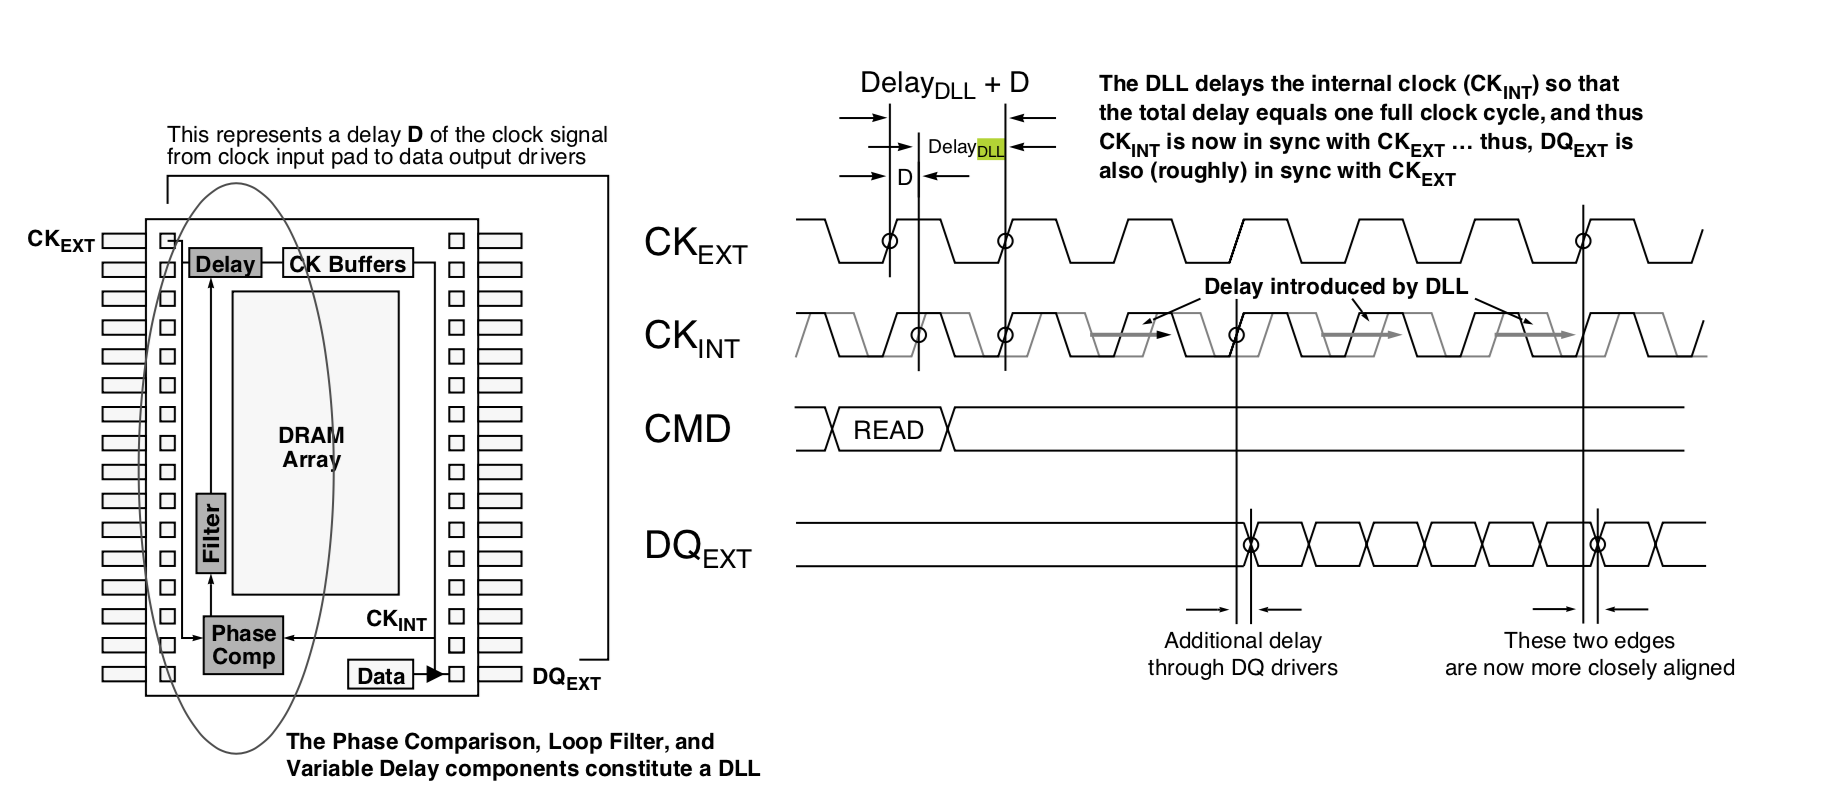 This represents a delay D of the clock signal
from clock input pad to data output drivers
CKEXT
Delay
CK Buffers
DRAM
Array
Filter
CKINT
Phase
Comp
Data
DQEXT
The Phase Comparison, Loop Filter, and
Variable Delay components constitute a DLL
DelayDLL + D
DelayDLL
D
The DLL delays the internal clock (CKINT) so that
the total delay equals one full clock cycle, and thus
CKINT is now in sync with CKEXT … thus, DQEXT is
also (roughly) in sync with CKEXT
CKEXT
Delay introduced by DLL
CKINT
CMD
READ
DQEXT
Additional delay
through DQ drivers
These two edges
are now more closely aligned